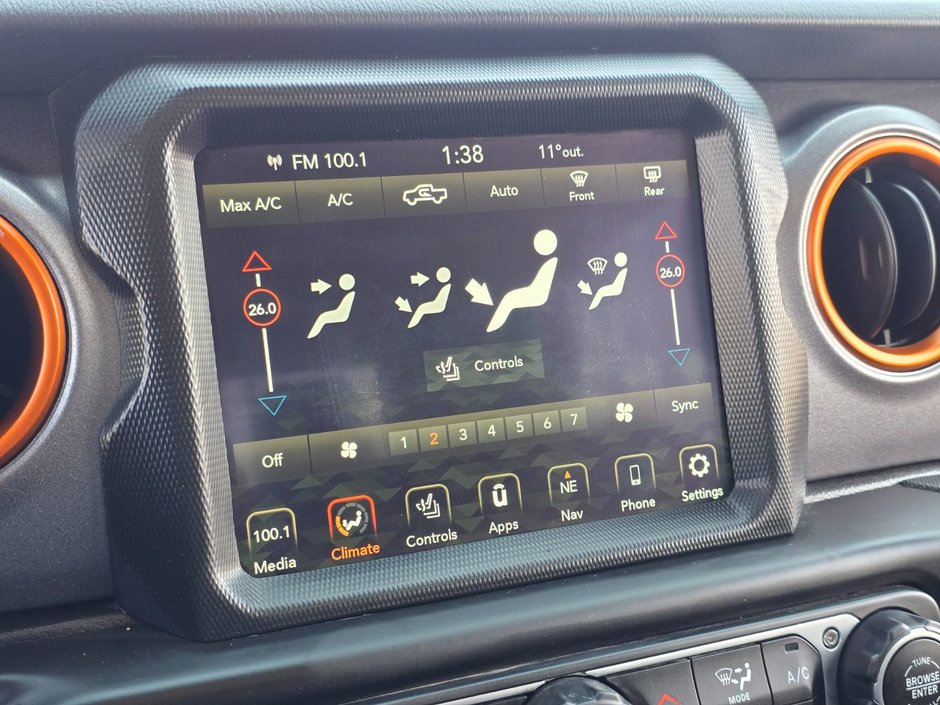 FM 100.1 1:38 11°out.
Max A/C A/C Auto Front Rear
26.0 26.0
Controls
Sync
1 2 3 4 5 6 7
Off
100.1 NE
Media Climate Controls Apps Nav Phone Settings
MODE A/C
TUNE
BROWSE
ENTER